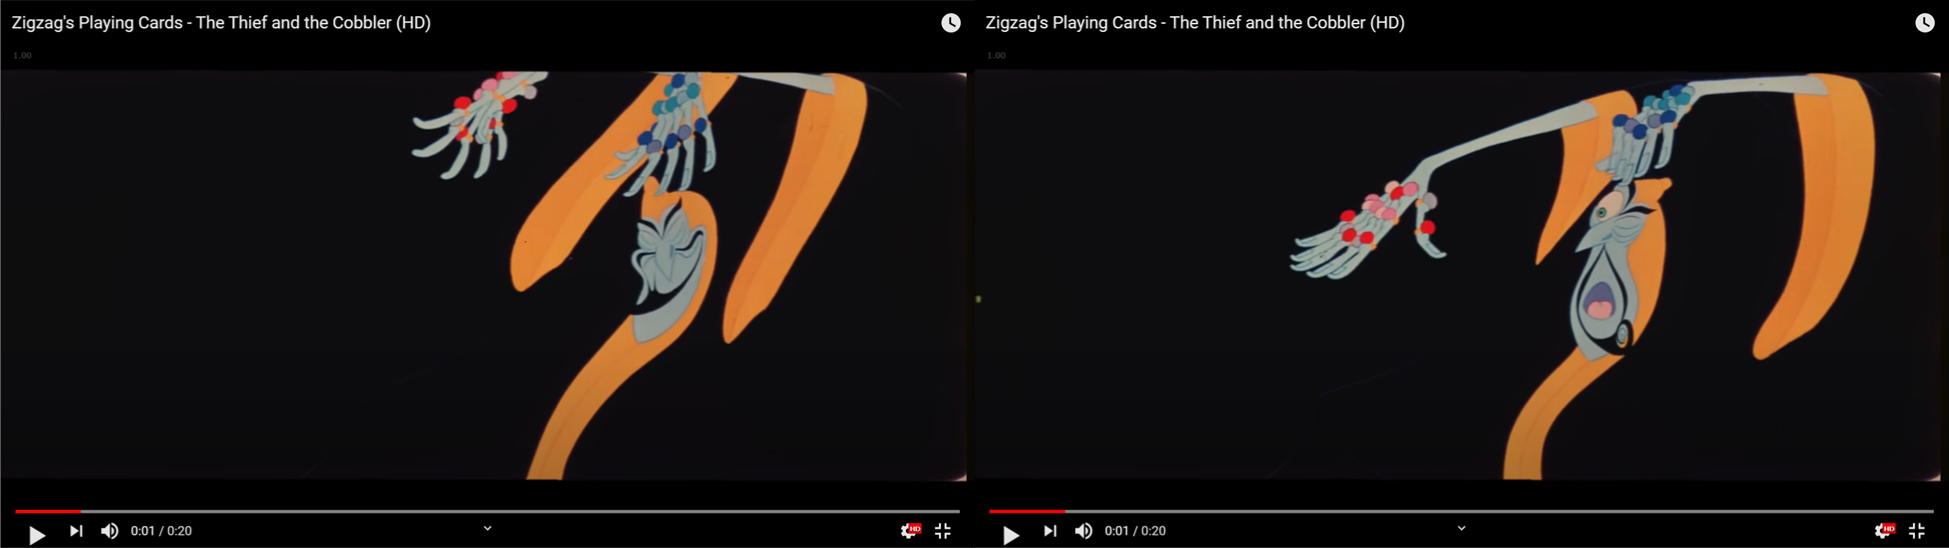 Zigzag's Playing Cards - The Thief and the Cobbler (HD)
1.00
0:01 / 0:20
HD
Zigzag's Playing Cards - The Thief and the Cobbler (HD)
1.00
0:01 / 0:20
HD